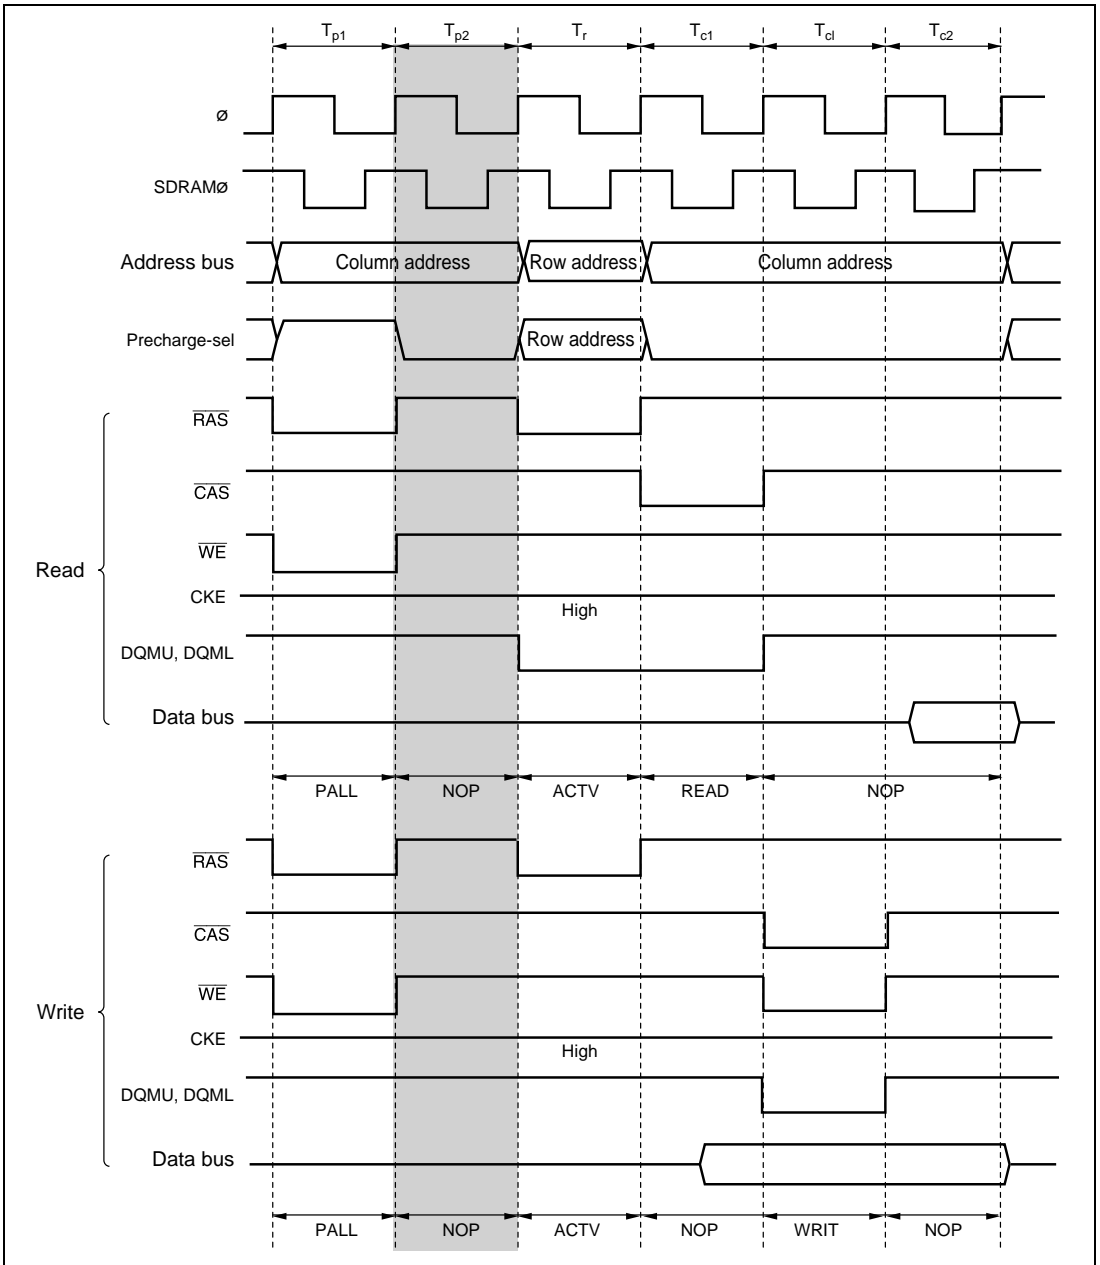 Tp1 Tp2 Tr Tc1 Tcl Tc2
ø
SDRAMø
Address bus Column address Row address Column address
Precharge-sel Row address
RAS
CAS
WE
Read
CKE High
DQMU, DQML
Data bus
PALL NOP ACTV READ NOP
RAS
CAS
WE
Write
CKE High
DQMU, DQML
Data bus
PALL NOP ACTV NOP WRIT NOP